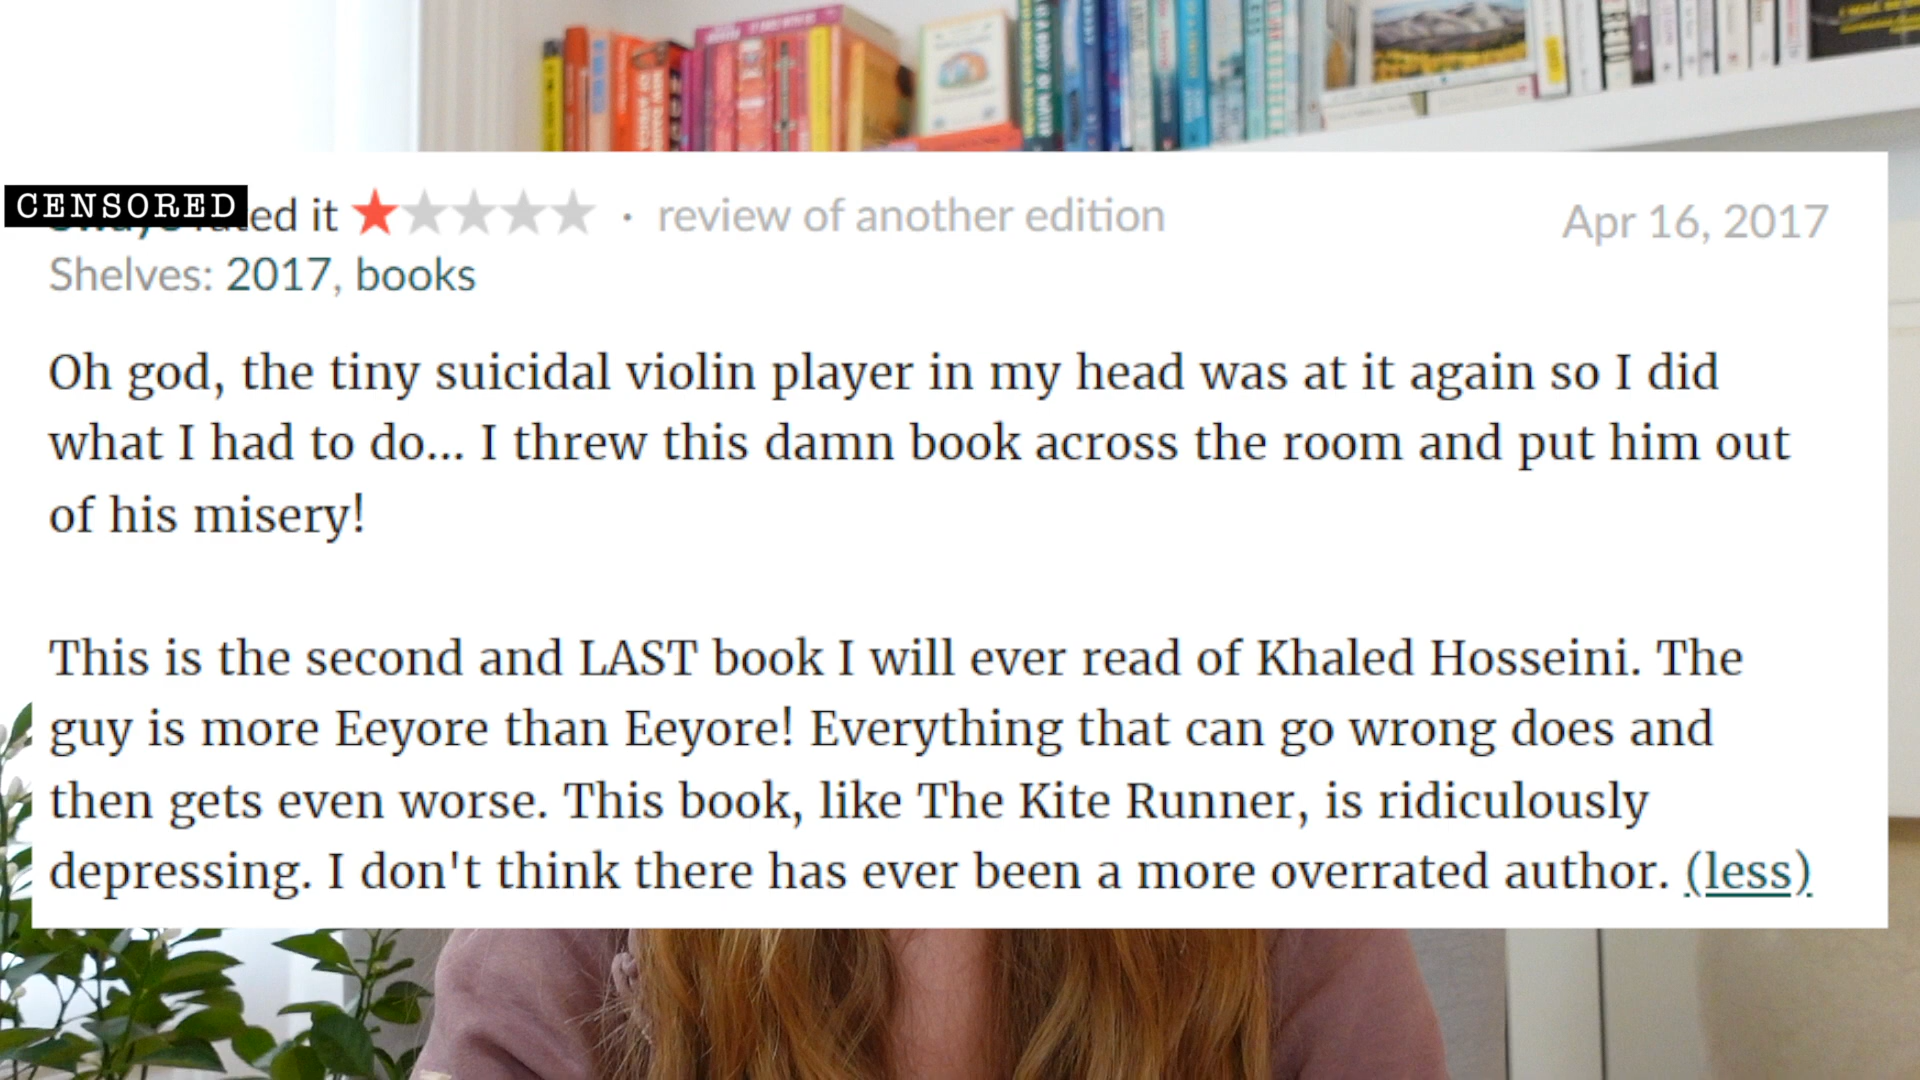 CENSORED ed it · review of another edition Apr 16, 2017
Shelves: 2017, books
Oh god, the tiny suicidal violin player in my head was at it again so I did
what I had to do... I threw this damn book across the room and put him out
of his misery!
This is the second and LAST book I will ever read of Khaled Hosseini. The
guy is more Eeyore than Eeyore! Everything that can go wrong does and
then gets even worse. This book, like The Kite Runner, is ridiculously
depressing. I don't think there has ever been a more overrated author. (less)